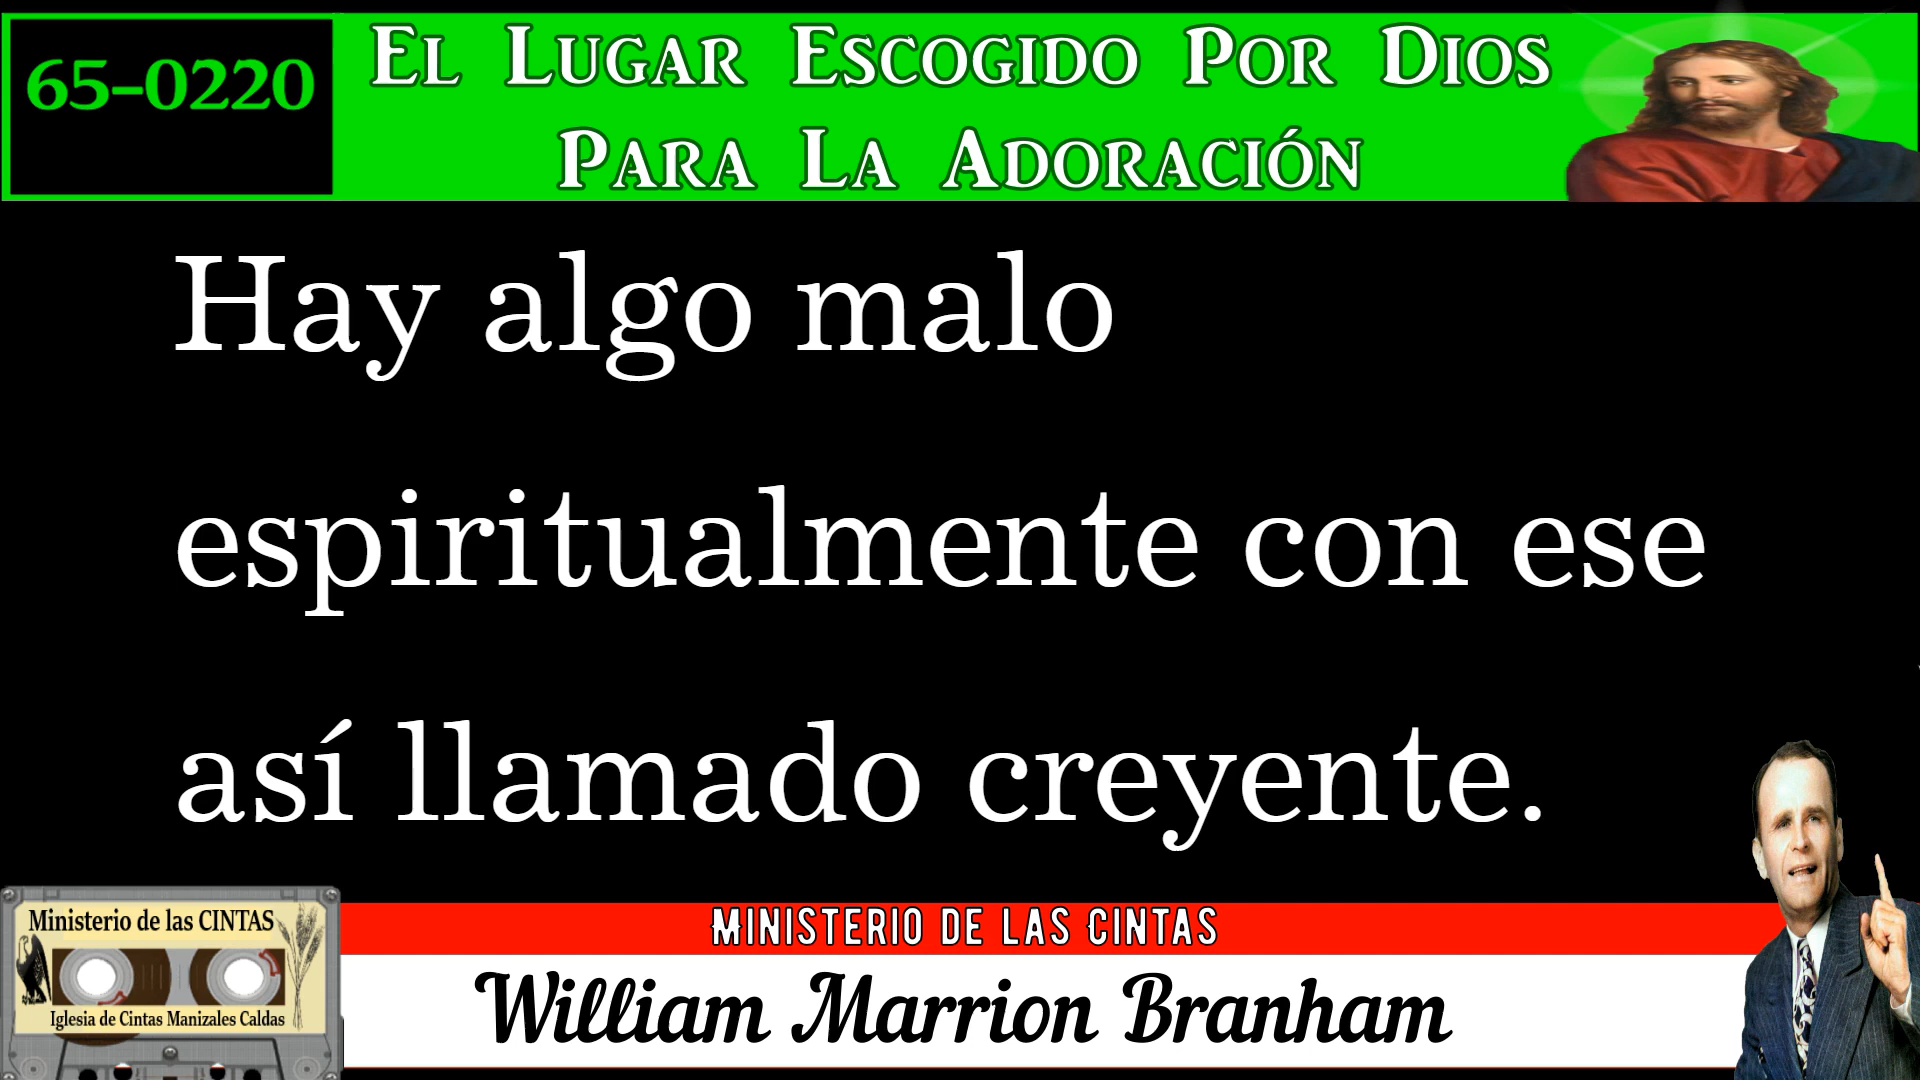 65-0220
El Lugar Escogido Por Dios
Para La Adoración
Hay algo malo
espiritualmente con ese
así llamado creyente.
Ministerio de las CINTAS
Iglesia de Cintas Manizales Caldas
MINISTERIO DE LAS CINTAS
William Marrion Branham